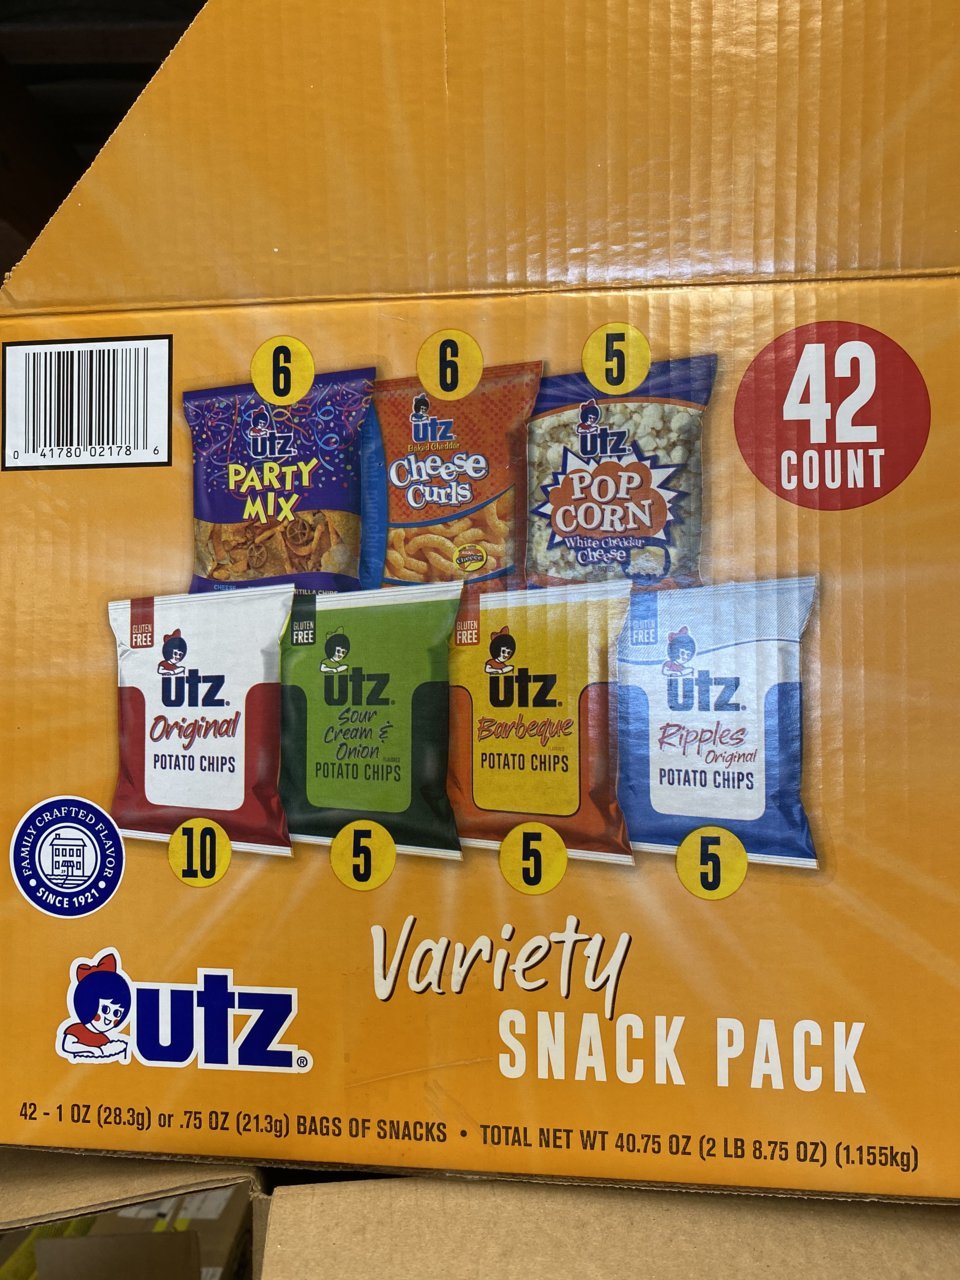 6
6
5
42
COUNT
0 41780 02178 6
utz
PARTY
MIX
utz
Baked Cheddar
Cheese
Curls
utz
POP
CORN
White Cheddar
Cheese
GLUTEN
FREE
utz.
Original
POTATO CHIPS
GLUTEN
FREE
utz.
Sour
Cream &
Onion FLAVORED
POTATO CHIPS
GLUTEN
FREE
utz.
Barbeque
FLAVORED
POTATO CHIPS
GLUTEN
FREE
utz.
Ripples
Original
POTATO CHIPS
10
5
5
5
FAMILY CRAFTED FLAVOR
• SINCE 1921 •
utz®
Variety
SNACK PACK
42 - 1 OZ (28.3g) or .75 OZ (21.3g) BAGS OF SNACKS • TOTAL NET WT 40.75 OZ (2 LB 8.75 OZ) (1.155kg)